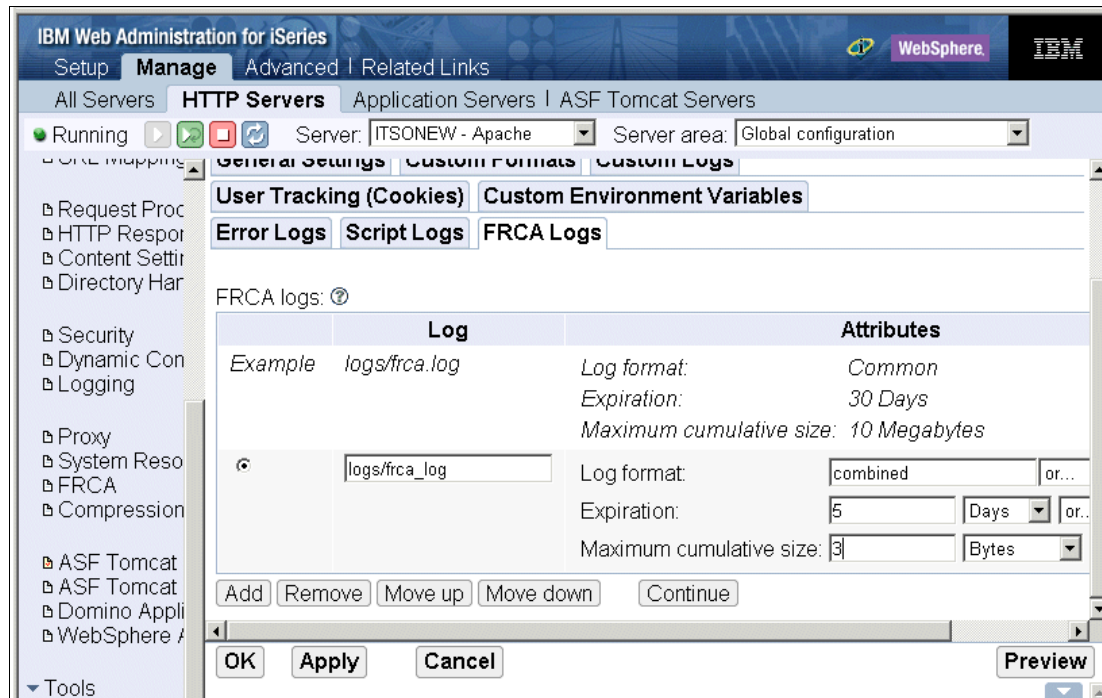 IBM Web Administration for iSeries
WebSphere.
IBM
Setup Manage Advanced | Related Links
All Servers HTTP Servers Application Servers | ASF Tomcat Servers
Running Server: ITSONEW - Apache Server area: Global configuration
URL Mapping
Request Proc
HTTP Respor
Content Settin
Directory Har
Security
Dynamic Con
Logging
Proxy
System Reso
FRCA
Compression
ASF Tomcat
ASF Tomcat
Domino Appli
WebSphere A
Tools
General Settings Custom Formats Custom Logs
User Tracking (Cookies) Custom Environment Variables
Error Logs Script Logs FRCA Logs
FRCA logs:
Log Attributes
Example logs/frca.log Log format: Common
Expiration: 30 Days
Maximum cumulative size: 10 Megabytes
logs/frca_log Log format: combined or...
Expiration: 5 Days or..
Maximum cumulative size: 3 Bytes
Add Remove Move up Move down Continue
OK Apply Cancel Preview